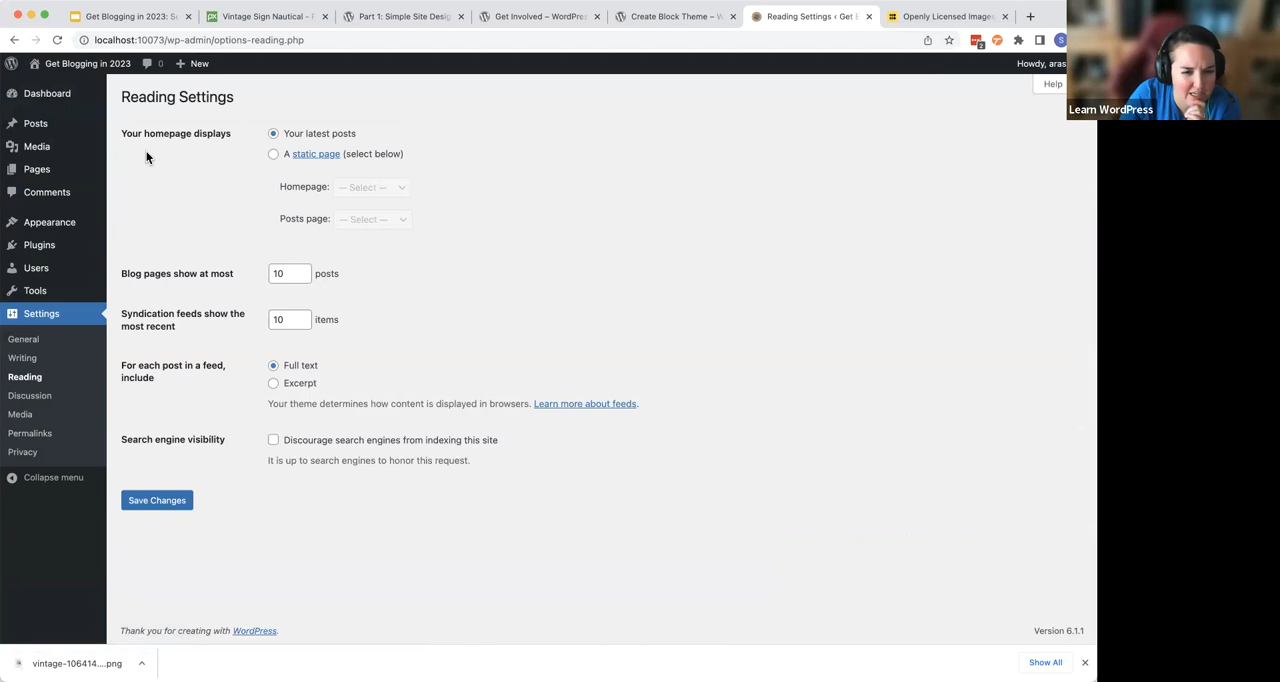 Get Blogging in 2023: S
Vintage Sign Nautical -
Part 1: Simple Site Desig
Get Involved – WordPres
Create Block Theme –
Reading Settings ‹ Get
Openly Licensed Images
localhost:10073/wp-admin/options-reading.php
2
S
Get Blogging in 2023
0
New
Howdy, aras
Help
Learn WordPress
Dashboard
Posts
Media
Pages
Comments
Appearance
Plugins
Users
Tools
Settings
General
Writing
Reading
Discussion
Media
Permalinks
Privacy
Collapse menu
Reading Settings
Your homepage displays
Your latest posts
A static page (select below)
Homepage: — Select —
Posts page: — Select —
Blog pages show at most 10 posts
Syndication feeds show the
most recent
10 items
For each post in a feed,
include
Full text
Excerpt
Your theme determines how content is displayed in browsers. Learn more about feeds.
Search engine visibility
Discourage search engines from indexing this site
It is up to search engines to honor this request.
Save Changes
Thank you for creating with WordPress.
Version 6.1.1
vintage-106414....png
Show All